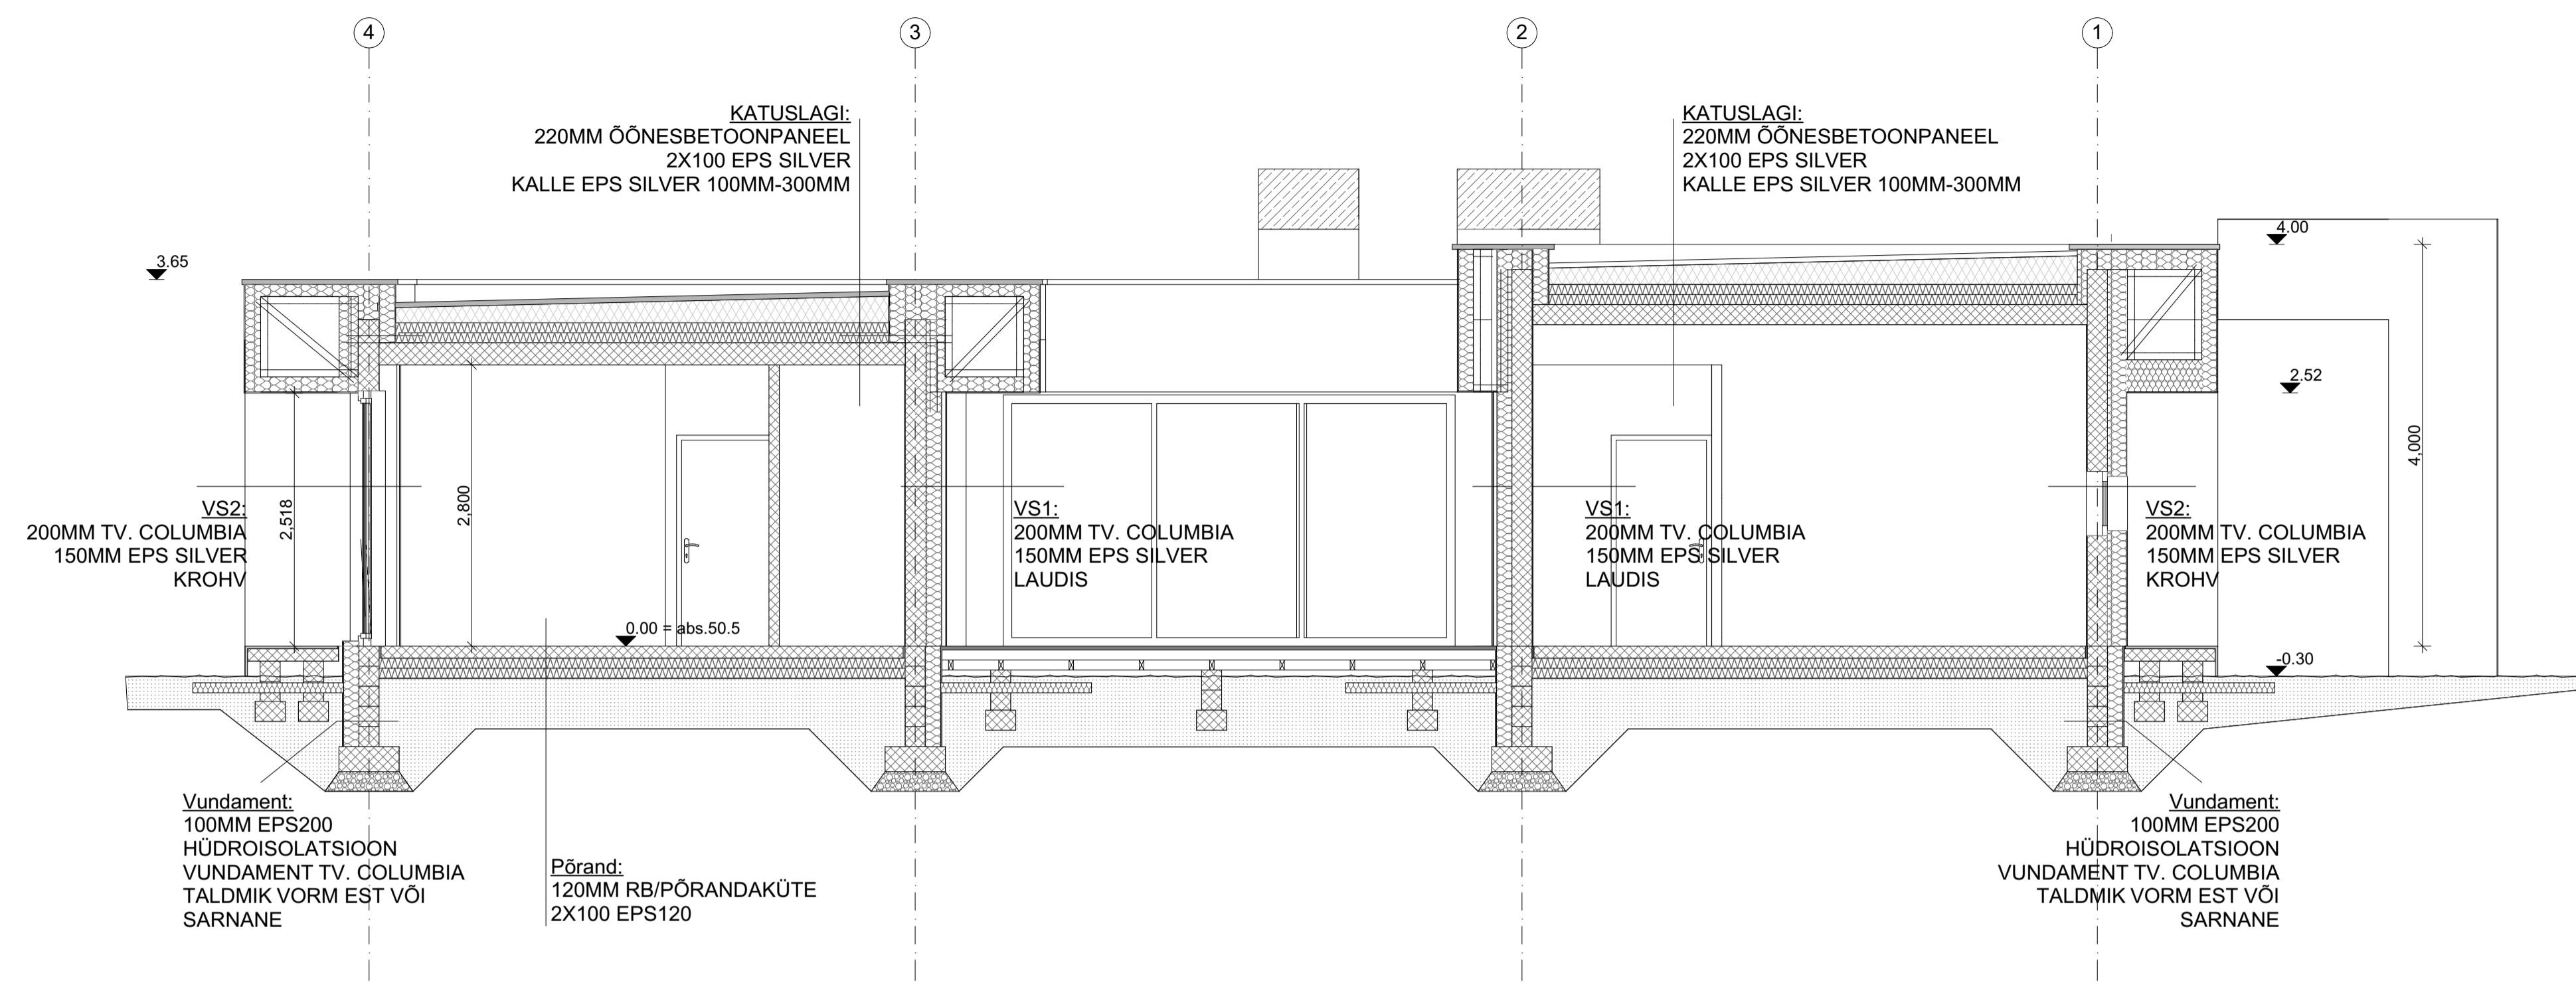 4
3
2
1
KATUSLAGI:
220MM ÕÕNESBETOONPANEEL
2X100 EPS SILVER
KALLE EPS SILVER 100MM-300MM
KATUSLAGI:
220MM ÕÕNESBETOONPANEEL
2X100 EPS SILVER
KALLE EPS SILVER 100MM-300MM
3.65
4.00
2.52
4,000
-0.30
VS2:
200MM TV. COLUMBIA
150MM EPS SILVER
KROHV
2,518
2,800
0.00 = abs.50.5
VS1:
200MM TV. COLUMBIA
150MM EPS SILVER
LAUDIS
VS1:
200MM TV. COLUMBIA
150MM EPS SILVER
LAUDIS
VS2:
200MM TV. COLUMBIA
150MM EPS SILVER
KROHV
Vundament:
100MM EPS200
HÜDROISOLATSIOON
VUNDAMENT TV. COLUMBIA
TALDMIK VORM EST VÕI
SARNANE
Põrand:
120MM RB/PÕRANDAKÜTE
2X100 EPS120
Vundament:
100MM EPS200
HÜDROISOLATSIOON
VUNDAMENT TV. COLUMBIA
TALDMIK VORM EST VÕI
SARNANE